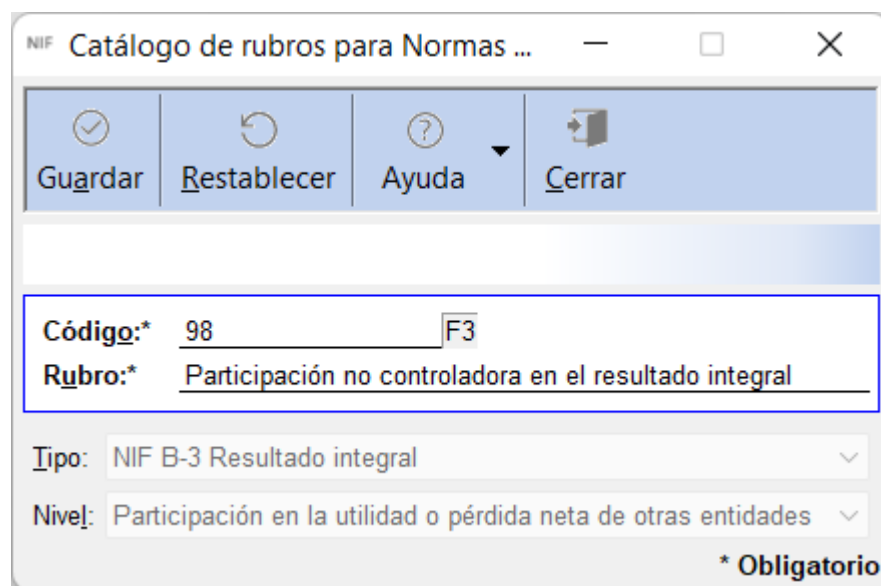 NIF Catálogo de rubros para Normas ...
Guardar Restablecer Ayuda Cerrar
Código:* 98 F3
Rubro:* Participación no controladora en el resultado integral
Tipo: NIF B-3 Resultado integral
Nivel: Participación en la utilidad o pérdida neta de otras entidades
* Obligatorio